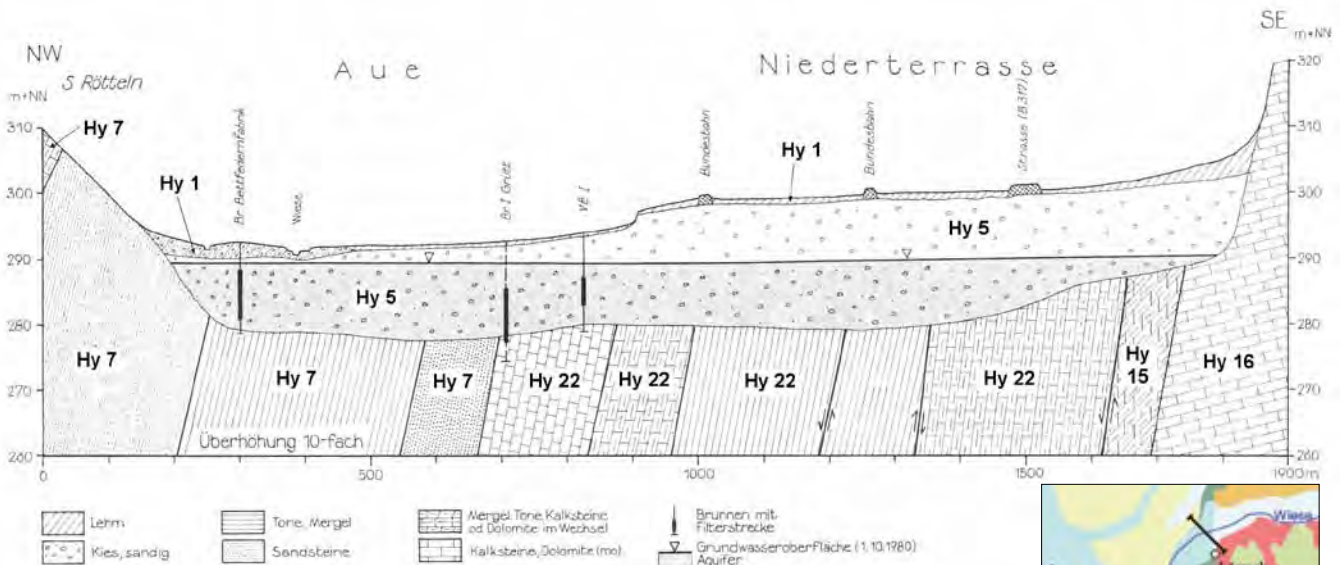 NW
SE
S Rötteln
Aue
Niederterrasse
m+NN
m+NN
310
300
290
280
270
260
320
310
300
290
280
270
260
Br Bettfedernfabrik
Wiese
Br I Grütt
VB I
Bundesbahn
Bundesbahn
Strasse (B317)
Hy 7
Hy 1
Hy 1
Hy 5
Hy 5
Hy 7
Hy 7
Hy 7
Hy 22
Hy 22
Hy 22
Hy 22
Hy
15
Hy 16
Überhöhung 10-fach
0
500
1000
1500
1900m
Lehm
Kies, sandig
Tone, Mergel
Sandsteine
Mergel, Tone, Kalksteine
od Dolomite im Wechsel
Kalksteine, Dolomite (mo)
Brunnen mit
Filterstrecke
Grundwasseroberfläche (1.10.1980)
Aquifer
Wiese